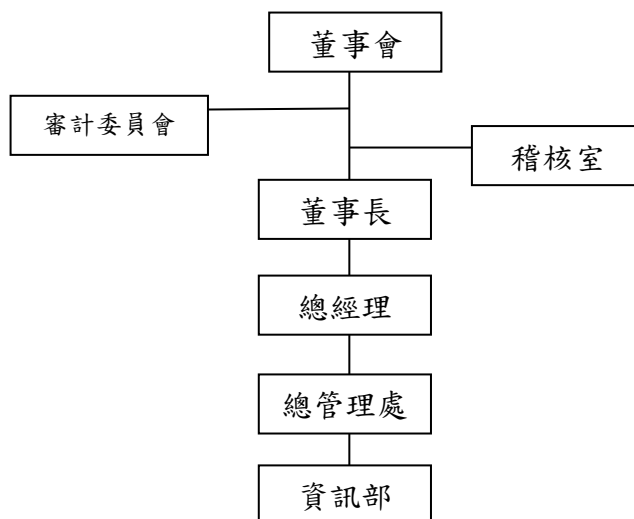 董事會
審計委員會
稽核室
董事長
總經理
總管理處
資訊部